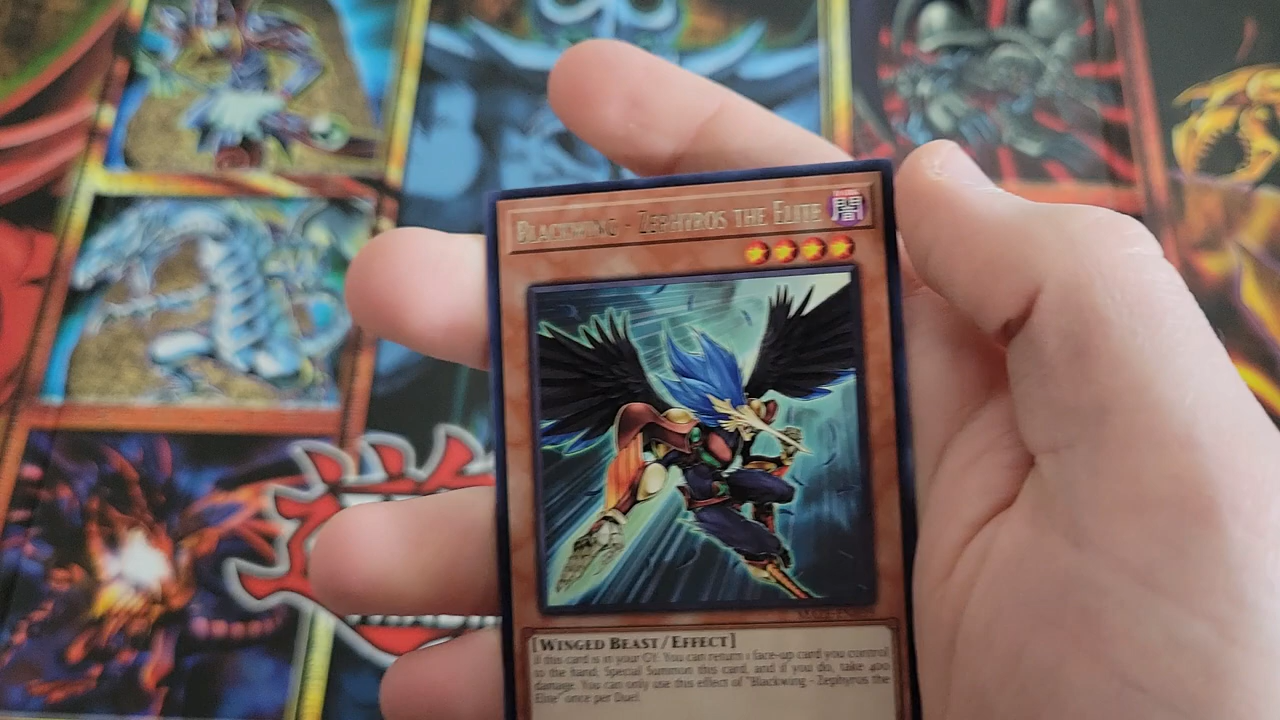 Blackwing - Zephyros the Elite
闇
[Winged Beast/Effect]
If this card is in your GY: You can return 1 face-up card you control
to the hand, Special Summon this card, and if you do, take 400
damage. You can only use this effect of "Blackwing - Zephyros the
Elite" once per Duel.